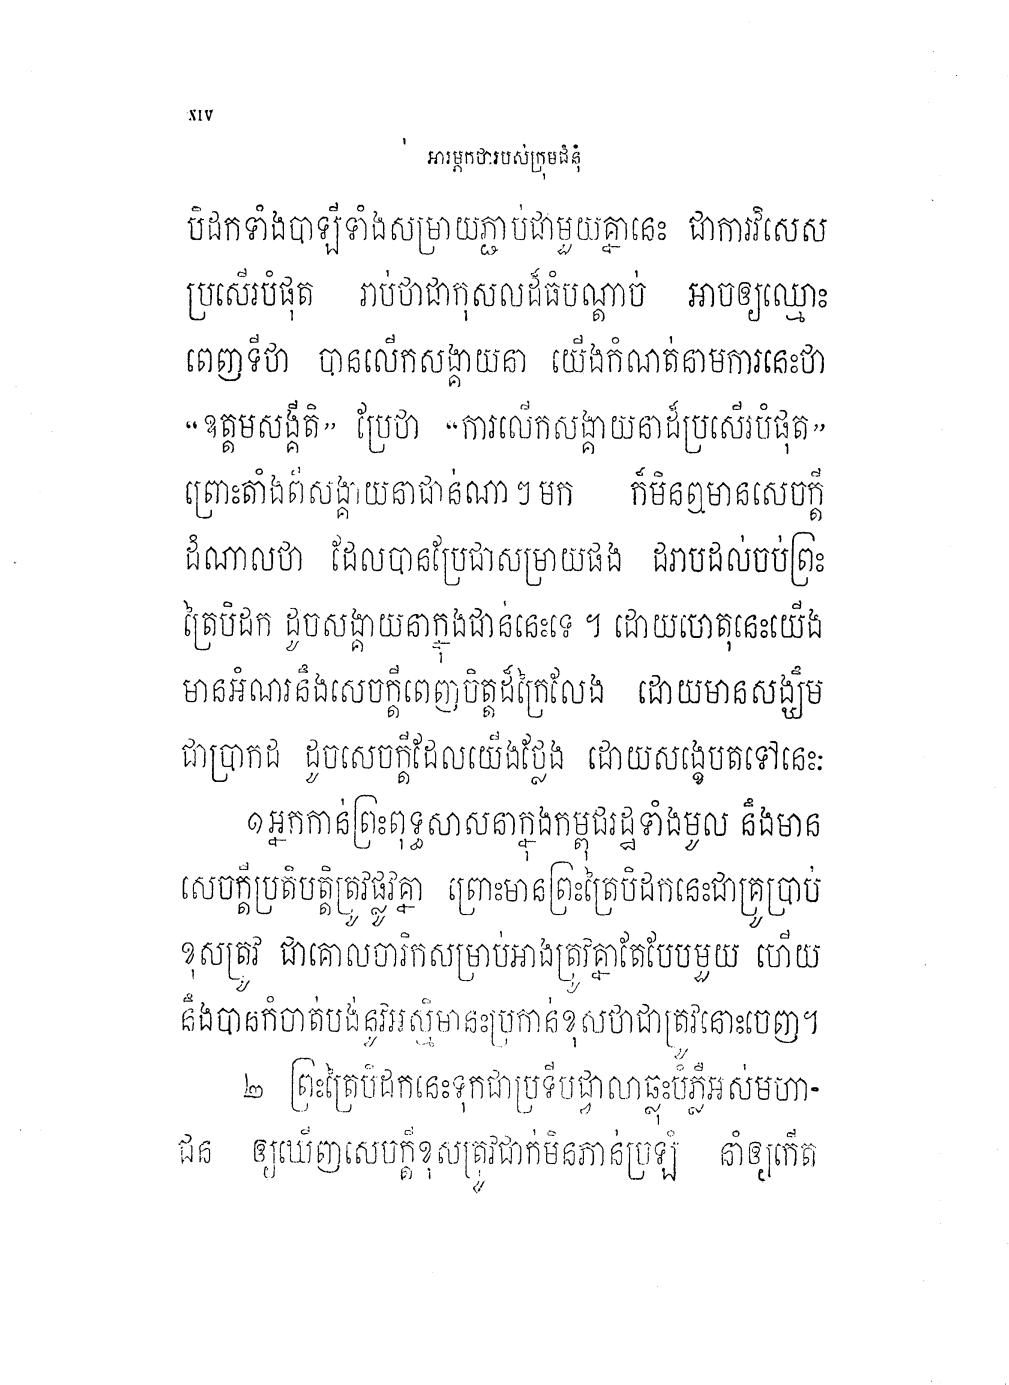 XIV
អារម្ភកថារបស់ក្រុមជំនុំ
បិដកទាំងបាឡីទាំងសម្រាយភ្ជាប់ជាមួយគ្នានេះ ជាការវិសេស
ប្រសើរបំផុត រាប់ថាជាកុសលដ៏ធំបណ្តាច់ អាចឲ្យឈ្មោះ
ពេញទីថា បានលើកសង្គាយនា យើងកំណត់នាមការនេះថា
“ឧត្តមសង្គីតិ” ប្រែថា “ការលើកសង្គាយនាដ៏ប្រសើរបំផុត”
ព្រោះតាំងពីសង្គាយនាជាន់ណាៗមក ក៏មិនឮមានសេចក្តី
ដំណាលថា ដែលបានប្រែជាសម្រាយផង ដរាបដល់ចប់ព្រះ
ត្រៃបិដក ដូចសង្គាយនាក្នុងជាន់នេះទេ ។ ដោយហេតុនេះយើង
មានអំណរនឹងសេចក្តីពេញចិត្តដ៏ក្រៃលែង ដោយមានសង្ឃឹម
ជាប្រាកដ ដូចសេចក្តីដែលយើងថ្លែង ដោយសង្ខេបតទៅនេះ:
១ អ្នកកាន់ព្រះពុទ្ធសាសនាក្នុងកម្ពុជរដ្ឋទាំងមូល នឹងមាន
សេចក្តីប្រតិបត្តិត្រូវផ្លូវគ្នា ព្រោះមានព្រះត្រៃបិដកនេះជាគ្រូប្រាប់
ខុសត្រូវ ជាគោលចារិកសម្រាប់អាងត្រូវគ្នាតែបែបមួយ ហើយ
នឹងបានកំចាត់បង់នូវអស្មិមានះប្រកាន់ខុសថាជាត្រូវនោះចេញ។
២ ព្រះត្រៃបិដកនេះទុកជាប្រទីបជ្វាលាឆ្លុះបំភ្លឺអស់មហា-
ជន ឲ្យឃើញសេចក្តីខុសត្រូវជាក់មិនភាន់ប្រឡំ នាំឲ្យកើត